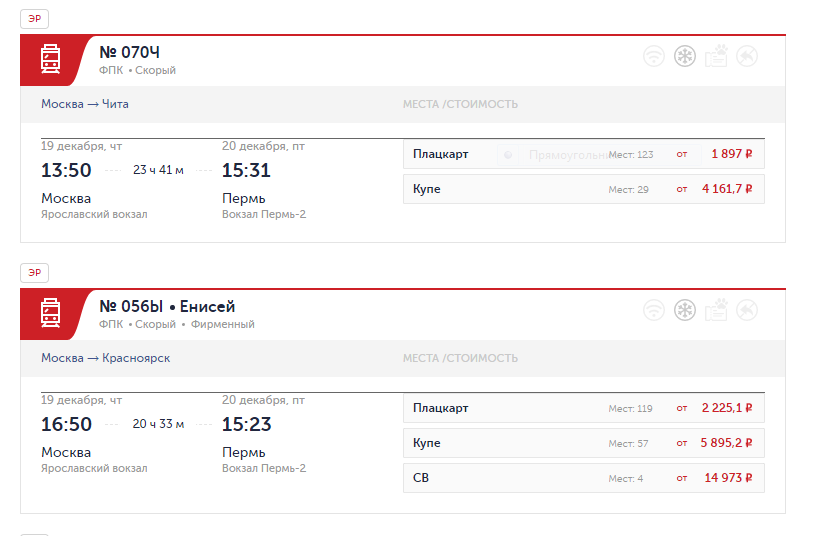 ЭР
№ 070Ч
ФПК • Скорый
Москва → Чита
МЕСТА /СТОИМОСТЬ
19 декабря, чт
20 декабря, пт
13:50
23 ч 41 м
15:31
Москва
Пермь
Ярославский вокзал
Вокзал Пермь-2
Плацкарт Мест: 123 от 1 897 ₽
Купе Мест: 29 от 4 161,7 ₽
ЭР
№ 056Ы • Енисей
ФПК • Скорый • Фирменный
Москва → Красноярск
МЕСТА /СТОИМОСТЬ
19 декабря, чт
20 декабря, пт
16:50
20 ч 33 м
15:23
Москва
Пермь
Ярославский вокзал
Вокзал Пермь-2
Плацкарт Мест: 119 от 2 225,1 ₽
Купе Мест: 57 от 5 895,2 ₽
СВ Мест: 4 от 14 973 ₽